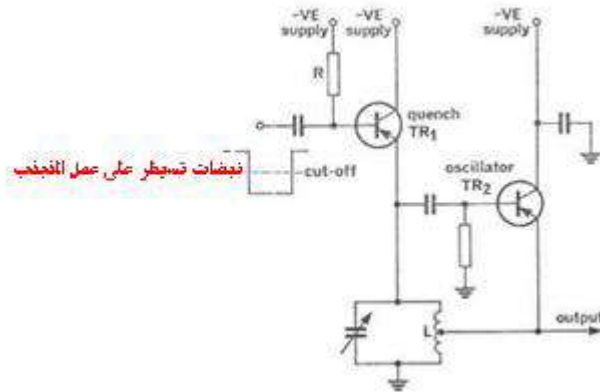 -VE
supply
-VE
supply
-VE
supply
R
quench
TR1
نبضات تسيطر على عمل المذبذب
cut-off
oscillator
TR2
L
output